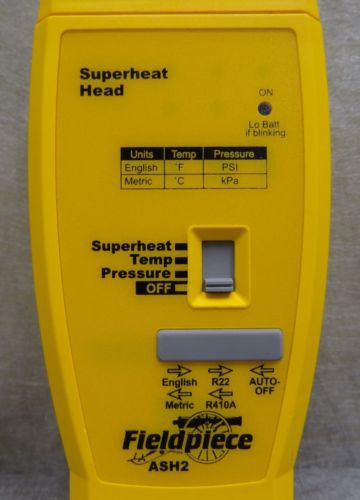 Superheat
Head
ON
Lo Batt
if blinking
Units Temp Pressure
English °F PSI
Metric °C kPa
Superheat
Temp
Pressure
OFF
English R22 AUTO-
Metric R410A OFF
Fieldpiece
ASH2